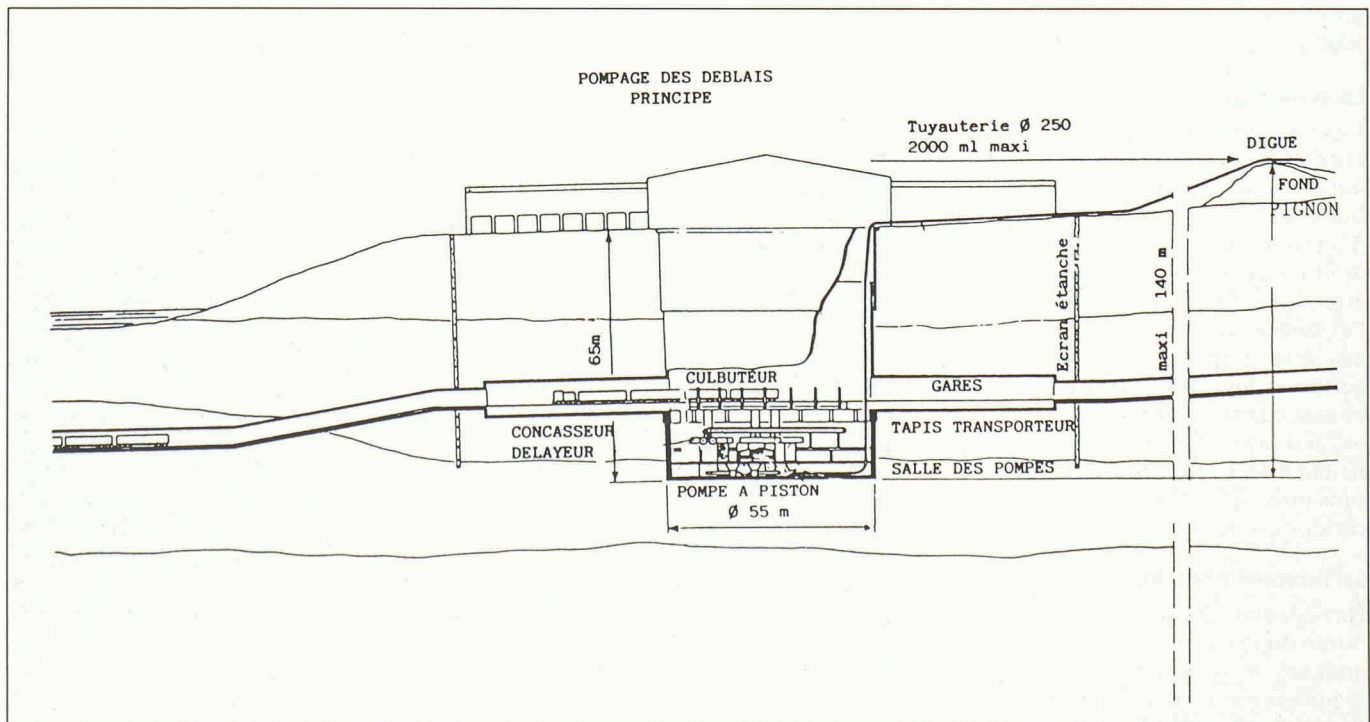 POMPAGE DES DEBLAIS
PRINCIPE
Tuyauterie Ø 250
2000 ml maxi
DIGUE
FOND
PIGNON
Ecran étanche
maxi 140 m
65m
CULBUTEUR
GARES
CONCASSEUR
DELAYEUR
TAPIS TRANSPORTEUR
SALLE DES POMPES
POMPE A PISTON
Ø 55 m